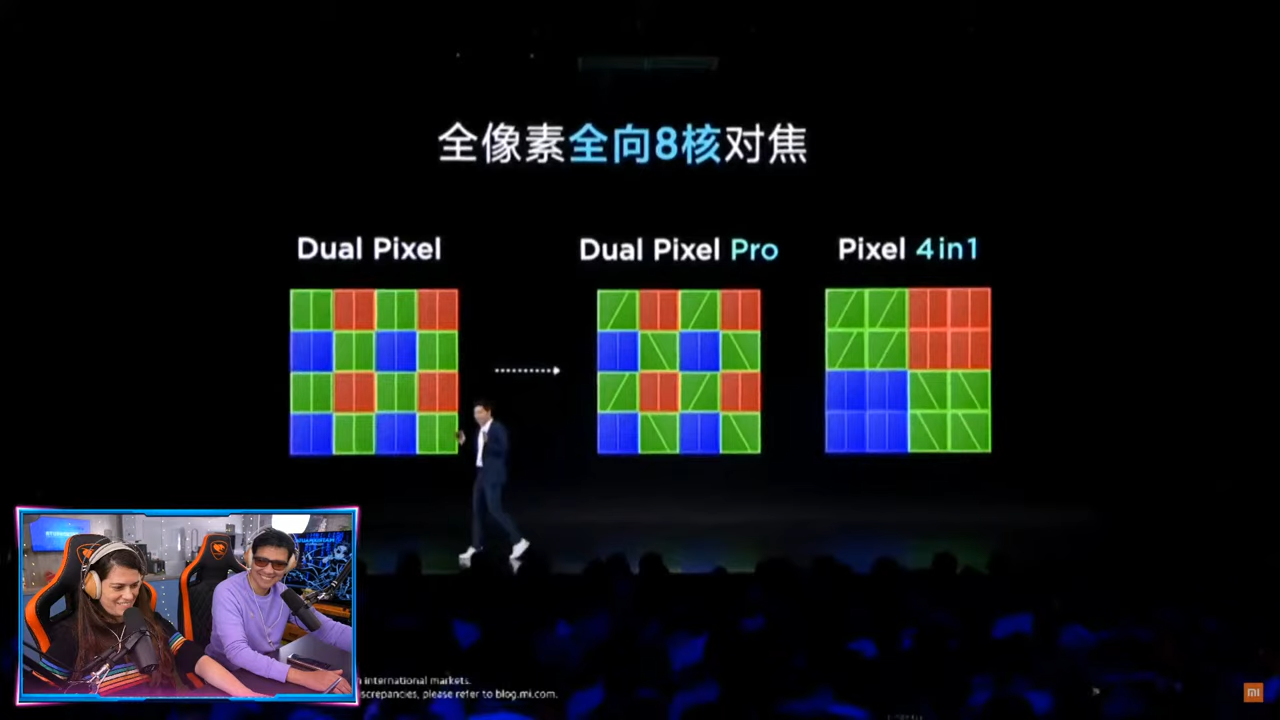 全像素全向8核对焦
Dual Pixel
Dual Pixel Pro
Pixel 4in1
international markets.
screpancies, please refer to blog.mi.com.
mi